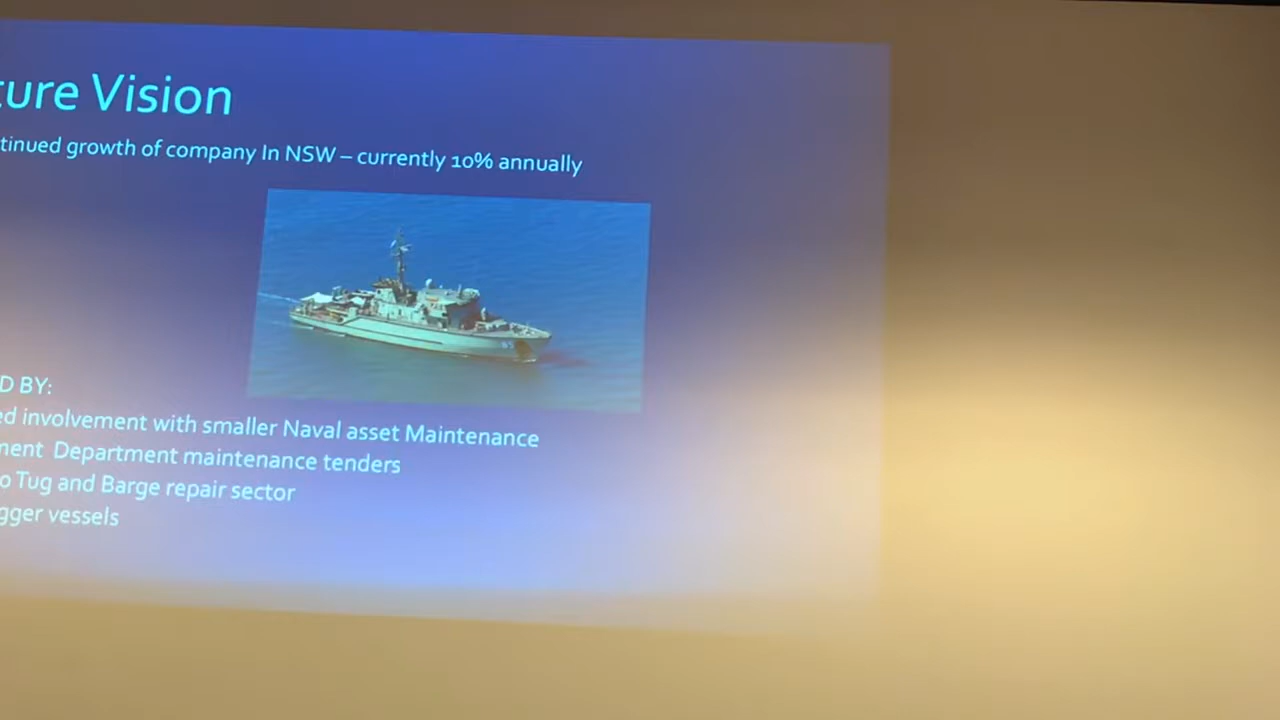 ture Vision
tinued growth of company In NSW – currently 10% annually
D BY:
ed involvement with smaller Naval asset Maintenance
ment Department maintenance tenders
o Tug and Barge repair sector
gger vessels